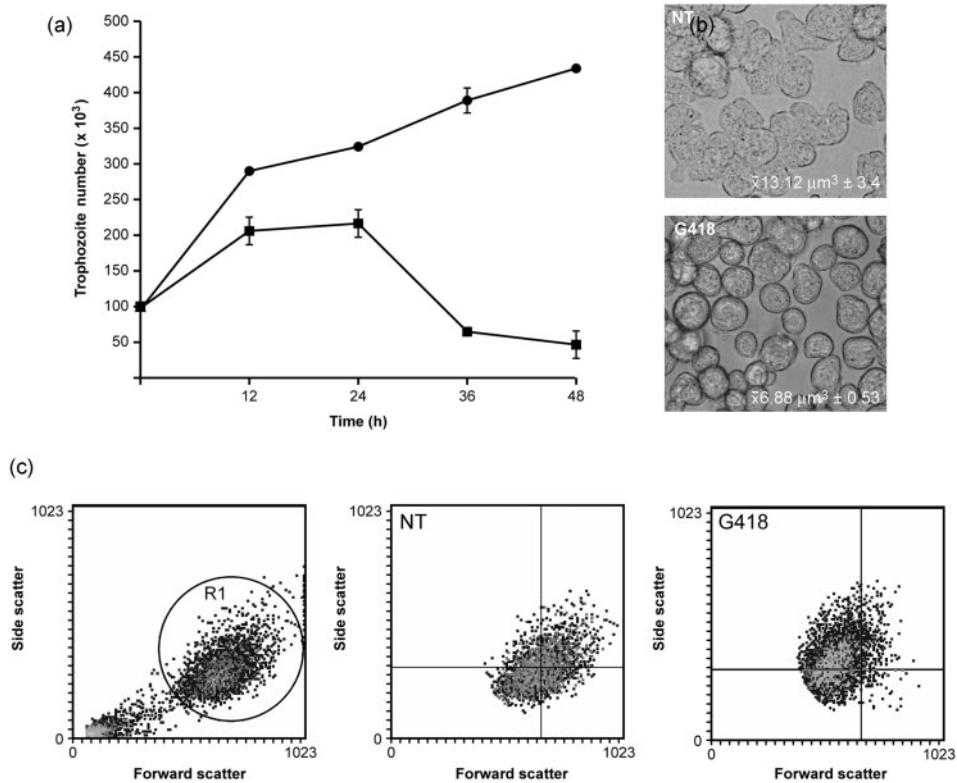 (a)
500
450
400
350
300
250
200
150
100
50
Trophozoite number (x 10³)
12
24
36
48
Time (h)
(b)
NT
x̄13.12 µm³ ± 3.4
G418
x̄6.88 µm³ ± 0.53
(c)
1023
R1
Side scatter
0
0
1023
Forward scatter
1023
NT
Side scatter
0
0
1023
Forward scatter
1023
G418
Side scatter
0
0
1023
Forward scatter